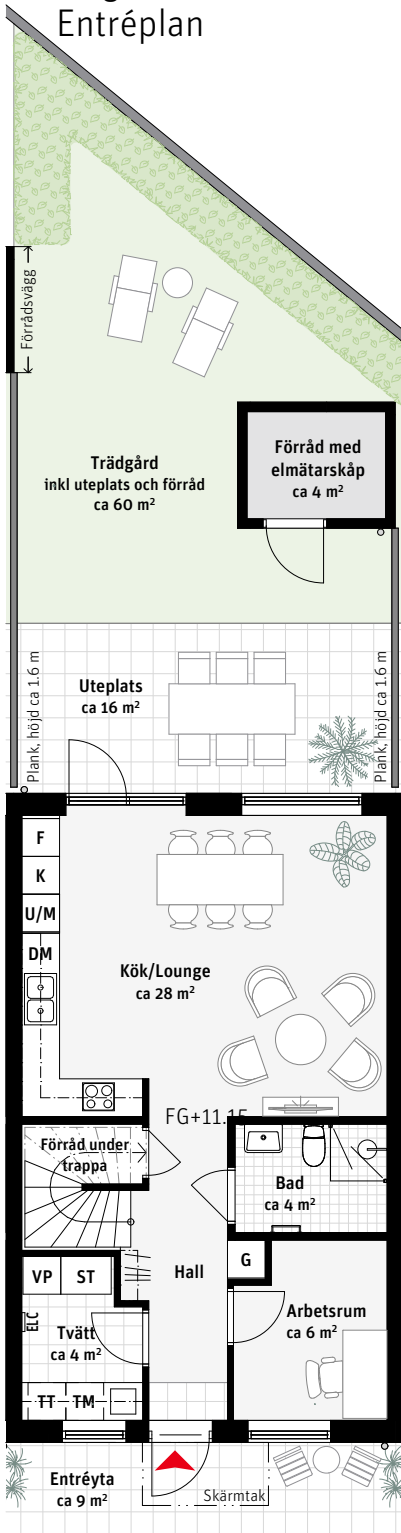 Entréplan
Förrådsvägg
Trädgård
inkl uteplats och förråd
ca 60 m²
Förråd med
elmätarskåp
ca 4 m²
Plank, höjd ca 1.6 m
Uteplats
ca 16 m²
Plank, höjd ca 1.6 m
F
K
U/M
DM
Kök/Lounge
ca 28 m²
FG+11.15
Förråd under
trappa
Bad
ca 4 m²
Hall
G
VP
ST
ELC
Tvätt
ca 4 m²
Arbetsrum
ca 6 m²
TT
TM
Entréyta
ca 9 m²
Skärmtak